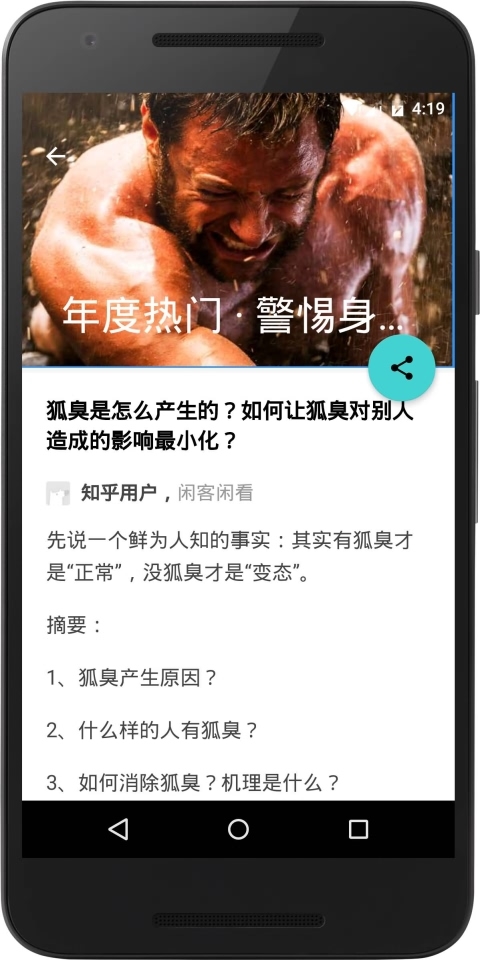 4:19
年度热门 · 警惕身...
狐臭是怎么产生的？如何让狐臭对别人
造成的影响最小化？
知乎用户，闲客闲看
先说一个鲜为人知的事实：其实有狐臭才
是“正常”，没狐臭才是“变态”。
摘要：
1、狐臭产生原因？
2、什么样的人有狐臭？
3、如何消除狐臭？机理是什么？